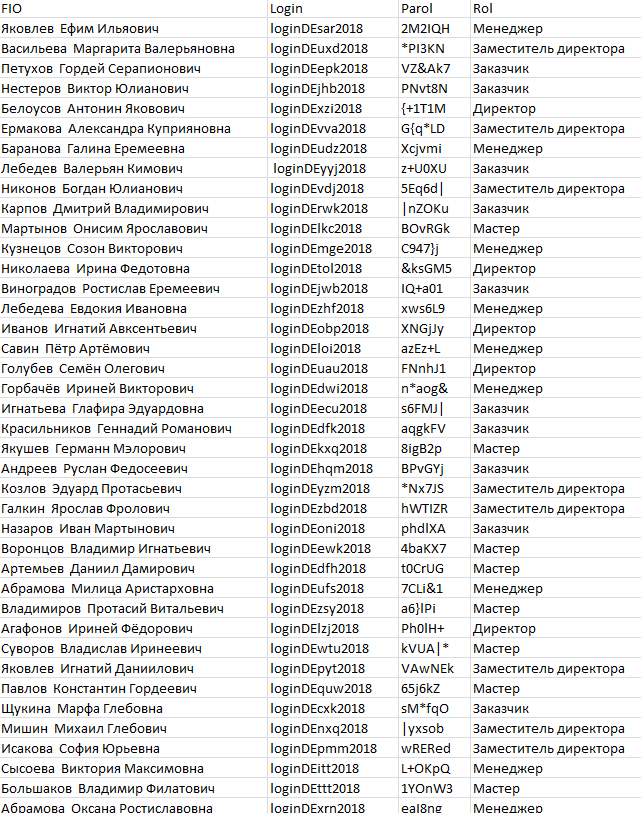 FIO Login Parol Rol
Яковлев Ефим Ильяович loginDEsar2018 2M2IQH Менеджер
Васильева Маргарита Валерьяновна loginDEuxd2018 *PI3KN Заместитель директора
Петухов Гордей Серапионович loginDEepk2018 VZ&Ak7 Заказчик
Нестеров Виктор Юлианович loginDEjhb2018 PNvt8N Заказчик
Белоусов Антонин Яковович loginDExzi2018 {+1T1M Директор
Ермакова Александра Куприяновна loginDEvva2018 G{q*LD Заместитель директора
Баранова Галина Еремеевна loginDEudz2018 Xcjvmi Менеджер
Лебедев Валерьян Кимович loginDEyyj2018 z+U0XU Заказчик
Никонов Богдан Юлианович loginDEvdj2018 5Eq6d| Заместитель директора
Карпов Дмитрий Владимирович loginDErwk2018 |nZOKu Заказчик
Мартынов Онисим Ярославович loginDElkc2018 BOvRGk Мастер
Кузнецов Созон Викторович loginDEmge2018 C947}j Менеджер
Николаева Ирина Федотовна loginDEtol2018 &ksGM5 Директор
Виноградов Ростислав Еремеевич loginDEjwb2018 IQ+a01 Заказчик
Лебедева Евдокия Ивановна loginDEzhf2018 xws6L9 Менеджер
Иванов Игнатий Авксентьевич loginDEobp2018 XNGjJy Директор
Савин Пётр Артёмович loginDEloi2018 azEz+L Менеджер
Голубев Семён Олегович loginDEuau2018 FNnhJ1 Директор
Горбачёв Ириней Викторович loginDEdwi2018 n*aog& Менеджер
Игнатьева Глафира Эдуардовна loginDEecu2018 s6FMJ| Заказчик
Красильников Геннадий Романович loginDEdfk2018 aqgkFV Заказчик
Якушев Германн Мэлорович loginDEkxq2018 8igB2p Мастер
Андреев Руслан Федосеевич loginDEhqm2018 BPvGYj Заказчик
Козлов Эдуард Протасьевич loginDEyzm2018 *Nx7JS Заместитель директора
Галкин Ярослав Фролович loginDEzbd2018 hWTIZR Заместитель директора
Назаров Иван Мартынович loginDEoni2018 phdlXA Заказчик
Воронцов Владимир Игнатьевич loginDEewk2018 4baKX7 Мастер
Артемьев Даниил Дамирович loginDEdfh2018 t0CrUG Мастер
Абрамова Милица Аристарховна loginDEufs2018 7CLi&1 Менеджер
Владимиров Протасий Витальевич loginDEzsy2018 a6}lPi Мастер
Агафонов Ириней Фёдорович loginDElzj2018 Ph0lH+ Директор
Суворов Владислав Иринеевич loginDEwtu2018 kVUA|* Мастер
Яковлев Игнатий Даниилович loginDEpyt2018 VAwNEk Заместитель директора
Павлов Константин Гордеевич loginDEquw2018 65j6kZ Мастер
Щукина Марфа Глебовна loginDEcxk2018 sM*fqO Заказчик
Мишин Михаил Глебович loginDEnxq2018 |yxsob Заместитель директора
Исакова София Юрьевна loginDEpmm2018 wRERed Заместитель директора
Сысоева Виктория Максимовна loginDEitt2018 L+OKpQ Менеджер
Большаков Владимир Филатович loginDEttt2018 1YOnW3 Мастер
Абрамова Оксана Ростиславовна loginDExrn2018 eaI8ng Менеджер